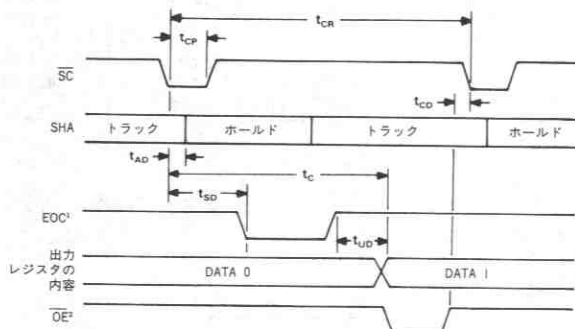 tCR
tCP
SC
tCD
SHA トラック ホールド トラック ホールド
tAD
tC
tSD
EOC¹
tUD
出力
レジスタの DATA 0 DATA 1
内容
OE²